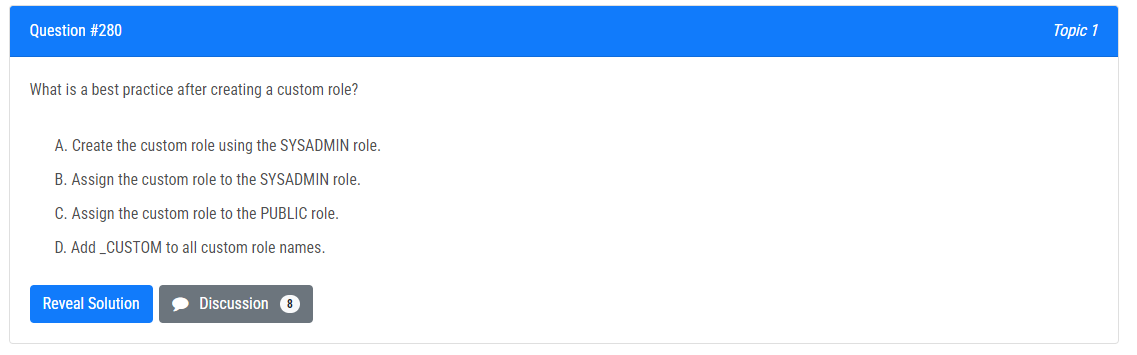 Question #280 Topic 1
What is a best practice after creating a custom role?
A. Create the custom role using the SYSADMIN role.
B. Assign the custom role to the SYSADMIN role.
C. Assign the custom role to the PUBLIC role.
D. Add _CUSTOM to all custom role names.
Reveal Solution Discussion 8